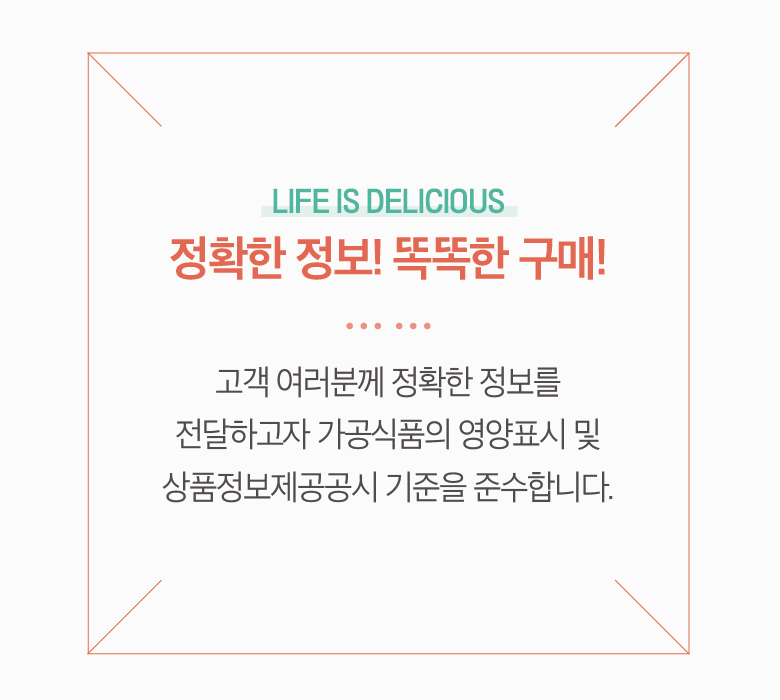 LIFE IS DELICIOUS
정확한 정보! 똑똑한 구매!
고객 여러분께 정확한 정보를
전달하고자 가공식품의 영양표시 및
상품정보제공공시 기준을 준수합니다.